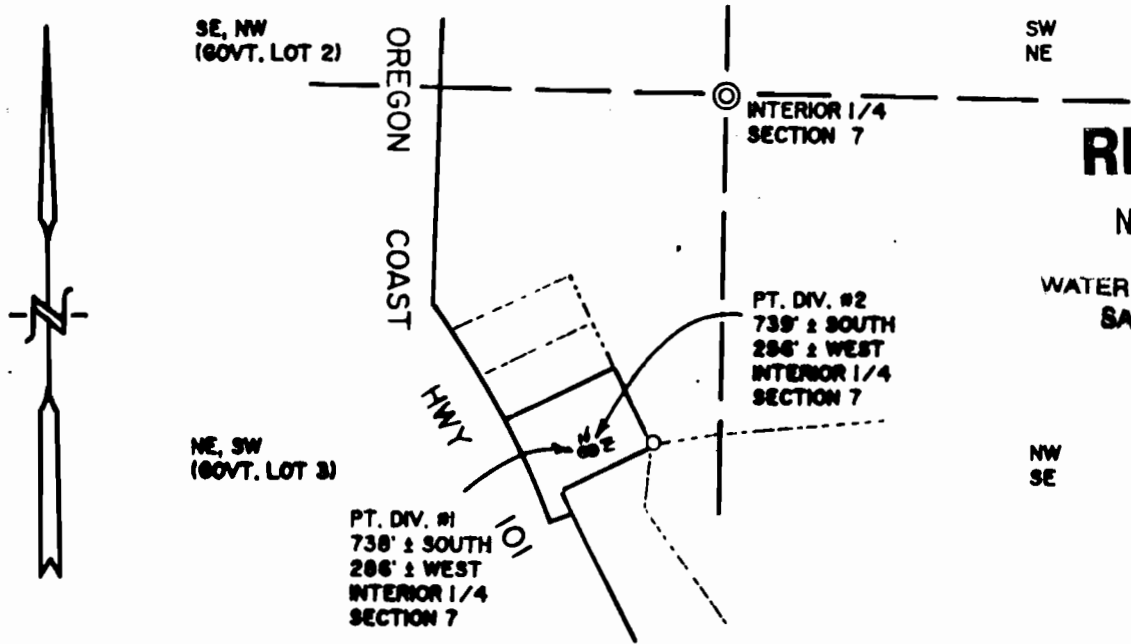 SE, NW
(GOVT. LOT 2)
SW
NE
OREGON COAST HWY 101
INTERIOR 1/4
SECTION 7
WATER
PT. DIV. #2
739' ± SOUTH
± WEST
INTERIOR 1/4
SECTION 7
NE, SW
(GOVT. LOT 3)
NW
SE
PT. DIV. #1
738' ± SOUTH
286' ± WEST
INTERIOR 1/4
SECTION 7